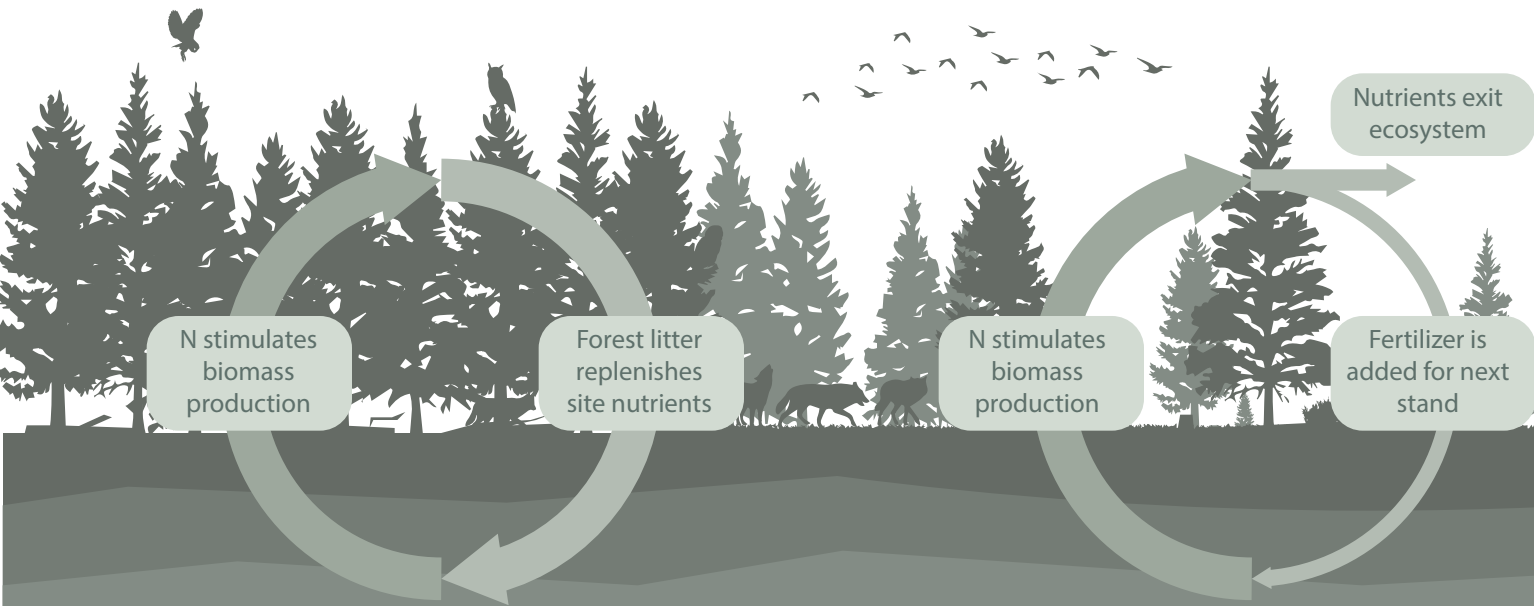 N stimulates
biomass
production
Forest litter
replenishes
site nutrients
N stimulates
biomass
production
Nutrients exit
ecosystem
Fertilizer is
added for next
stand